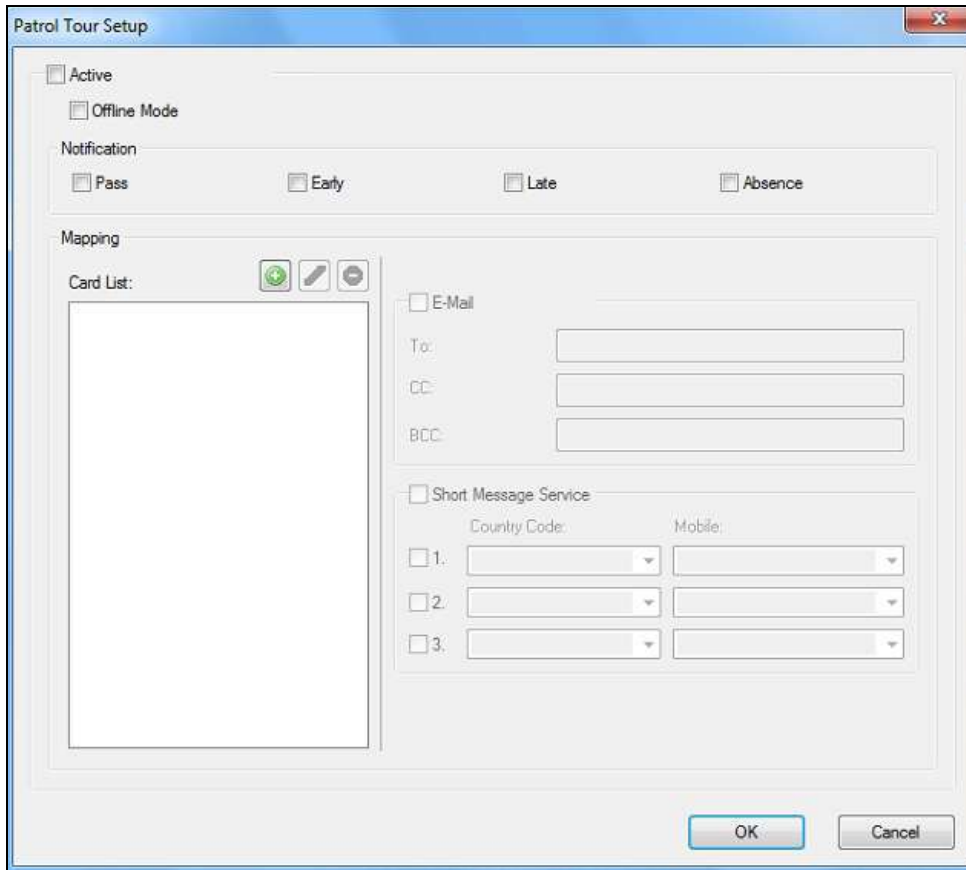 Patrol Tour Setup
Active
Offline Mode
Notification
Pass Early Late Absence
Mapping
Card List:
E-Mail
To:
CC:
BCC:
Short Message Service
Country Code: Mobile:
1.
2.
3.
OK Cancel